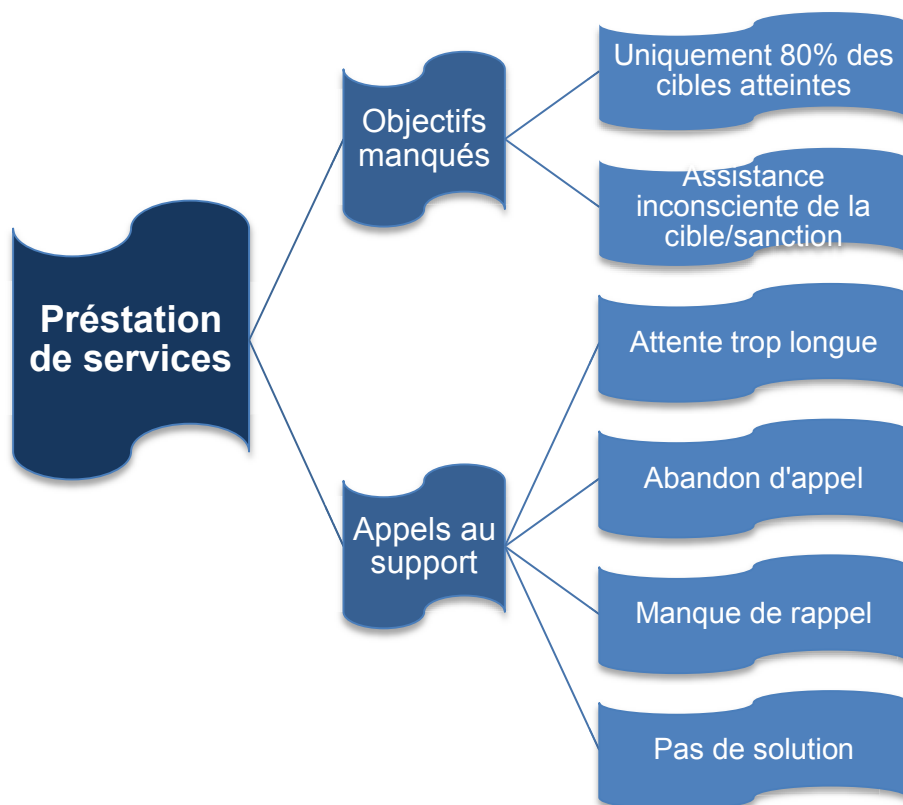 Préstation
de services
Objectifs
manqués
Uniquement 80% des
cibles atteintes
Assistance
inconsciente de la
cible/sanction
Appels au
support
Attente trop longue
Abandon d'appel
Manque de rappel
Pas de solution